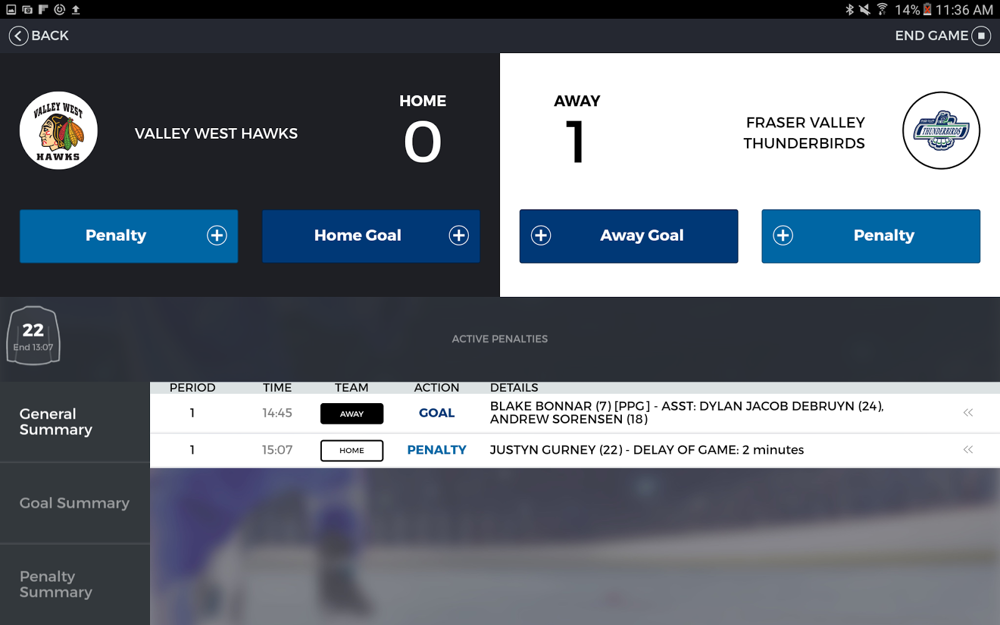 14% 11:36 AM
BACK
END GAME
VALLEY WEST
HAWKS
VALLEY WEST HAWKS
HOME
0
AWAY
1
FRASER VALLEY
THUNDERBIRDS
THUNDERBIRDS
Penalty
Home Goal
Away Goal
Penalty
22
End 13:07
ACTIVE PENALTIES
General
Summary
Goal Summary
Penalty
Summary
PERIOD TIME TEAM ACTION DETAILS
1 14:45 AWAY GOAL BLAKE BONNAR (7) [PPG] - ASST: DYLAN JACOB DEBRUYN (24),
ANDREW SORENSEN (18)
1 15:07 HOME PENALTY JUSTYN GURNEY (22) - DELAY OF GAME: 2 minutes